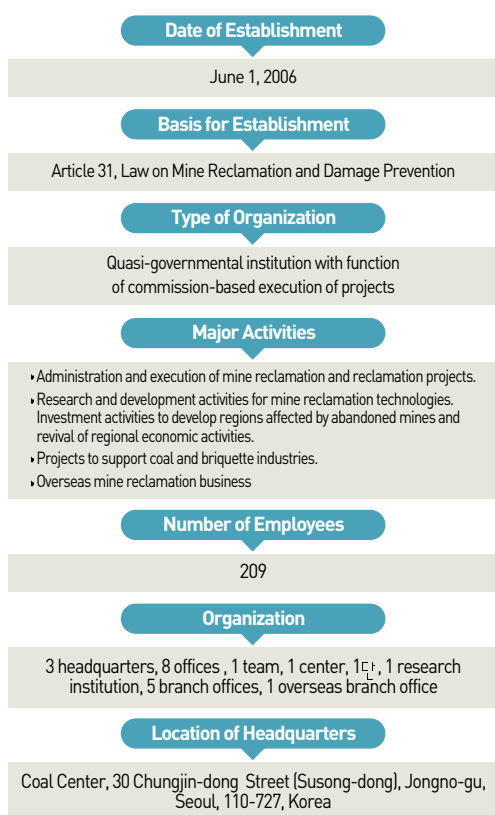 Date of Establishment
June 1, 2006
Basis for Establishment
Article 31, Law on Mine Reclamation and Damage Prevention
Type of Organization
Quasi-governmental institution with function
of commission-based execution of projects
Major Activities
Administration and execution of mine reclamation and reclamation projects.
Research and development activities for mine reclamation technologies.
Investment activities to develop regions affected by abandoned mines and
revival of regional economic activities.
Projects to support coal and briquette industries.
Overseas mine reclamation business
Number of Employees
209
Organization
3 headquarters, 8 offices , 1 team, 1 center, 1단, 1 research
institution, 5 branch offices, 1 overseas branch office
Location of Headquarters
Coal Center, 30 Chungjin-dong Street (Susong-dong), Jongno-gu,
Seoul, 110-727, Korea